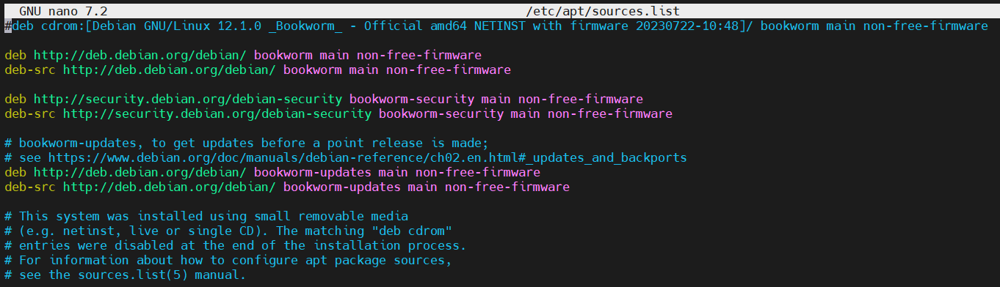 GNU nano 7.2 /etc/apt/sources.list
#deb cdrom:[Debian GNU/Linux 12.1.0 _Bookworm_ - Official amd64 NETINST with firmware 20230722-10:48]/ bookworm main non-free-firmware
deb http://deb.debian.org/debian/ bookworm main non-free-firmware
deb-src http://deb.debian.org/debian/ bookworm main non-free-firmware
deb http://security.debian.org/debian-security bookworm-security main non-free-firmware
deb-src http://security.debian.org/debian-security bookworm-security main non-free-firmware
# bookworm-updates, to get updates before a point release is made;
# see https://www.debian.org/doc/manuals/debian-reference/ch02.en.html#_updates_and_backports
deb http://deb.debian.org/debian/ bookworm-updates main non-free-firmware
deb-src http://deb.debian.org/debian/ bookworm-updates main non-free-firmware
# This system was installed using small removable media
# (e.g. netinst, live or single CD). The matching "deb cdrom"
# entries were disabled at the end of the installation process.
# For information about how to configure apt package sources,
# see the sources.list(5) manual.